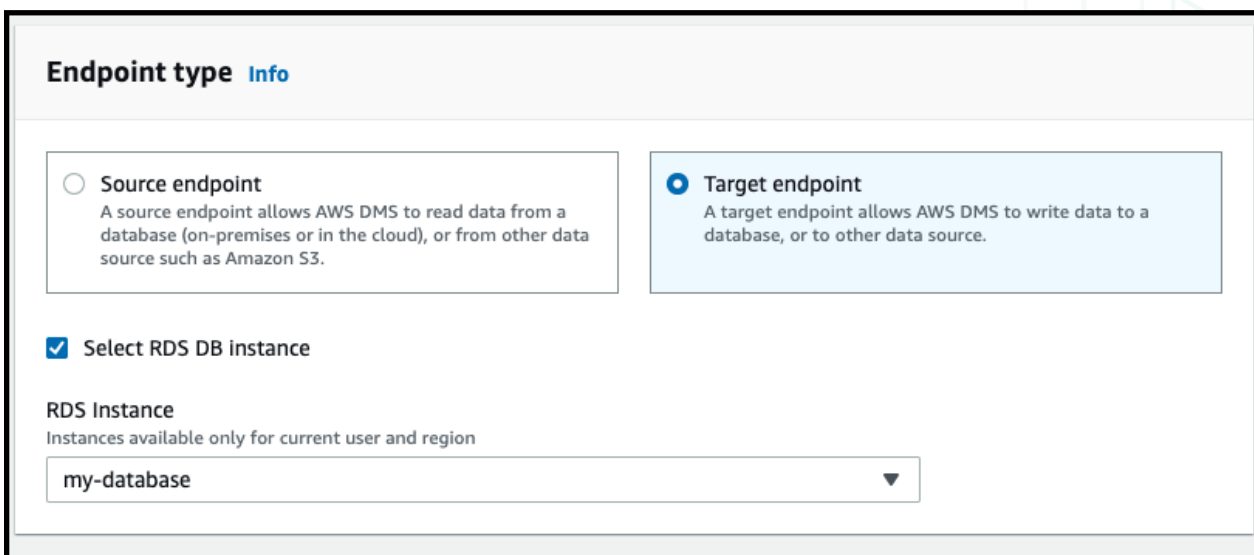 Endpoint type Info
Source endpoint
A source endpoint allows AWS DMS to read data from a
database (on-premises or in the cloud), or from other data
source such as Amazon S3.
Target endpoint
A target endpoint allows AWS DMS to write data to a
database, or to other data source.
Select RDS DB instance
RDS Instance
Instances available only for current user and region
my-database